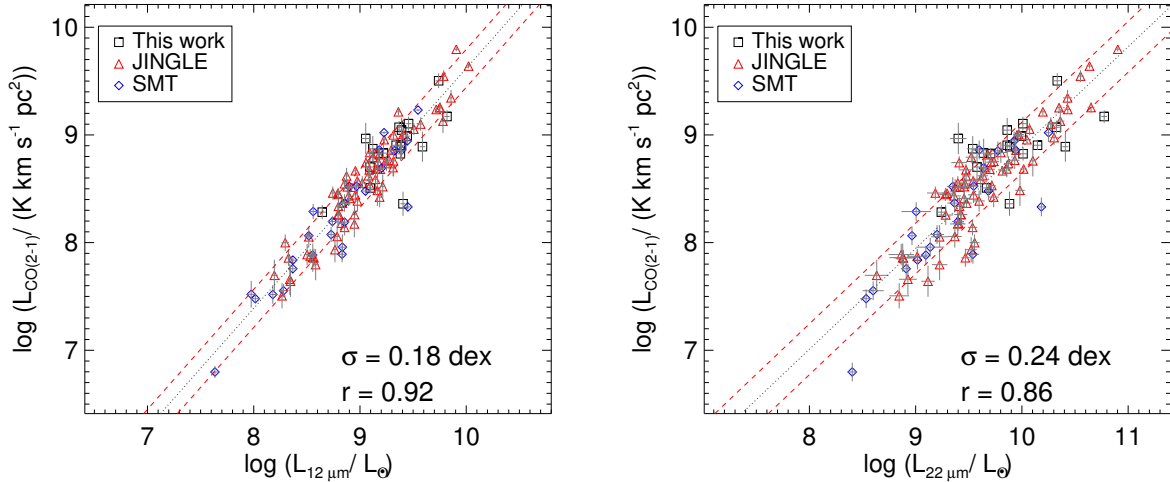 This work
JINGLE
SMT
σ = 0.18 dex
r = 0.92
10
9
8
7
log (L_CO(2-1)/ (K km s⁻¹ pc²))
7 8 9 10
log (L_12 μm/ L_⊙)
This work
JINGLE
SMT
σ = 0.24 dex
r = 0.86
10
9
8
7
log (L_CO(2-1)/ (K km s⁻¹ pc²))
8 9 10 11
log (L_22 μm/ L_⊙)